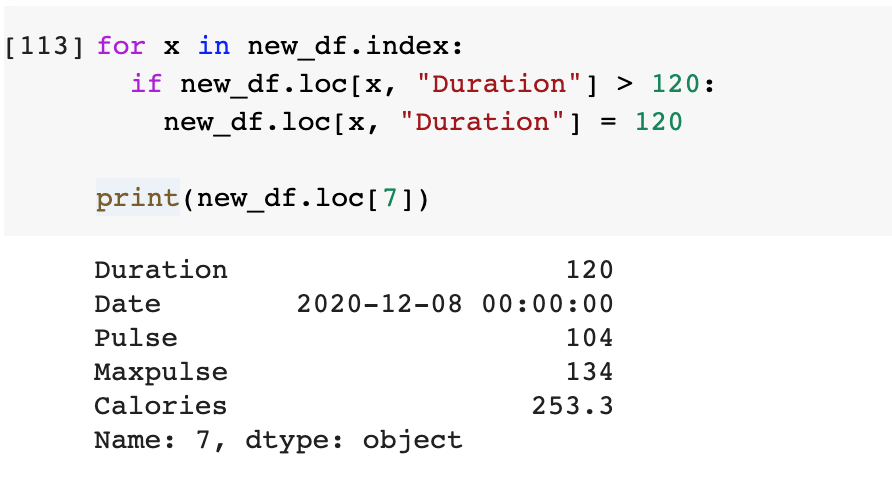 [113] for x in new_df.index:
if new_df.loc[x, "Duration"] > 120:
new_df.loc[x, "Duration"] = 120
print(new_df.loc[7])
Duration 120
Date 2020-12-08 00:00:00
Pulse 104
Maxpulse 134
Calories 253.3
Name: 7, dtype: object